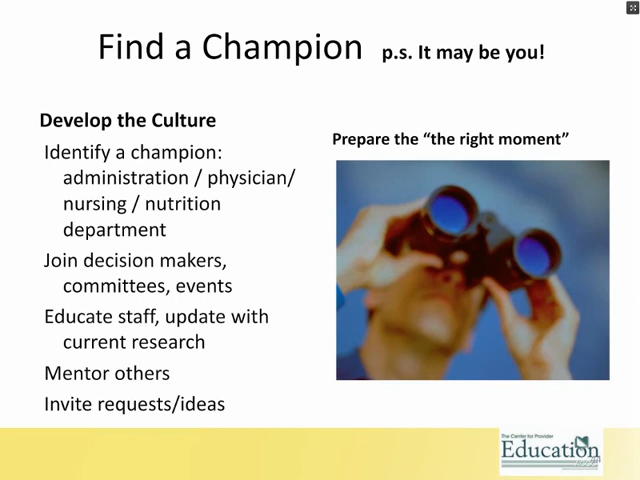 Find a Champion p.s. It may be you!
Develop the Culture
Identify a champion:
administration / physician/
nursing / nutrition
department
Join decision makers,
committees, events
Educate staff, update with
current research
Mentor others
Invite requests/ideas
Prepare the “the right moment”
The Center for Provider
Education